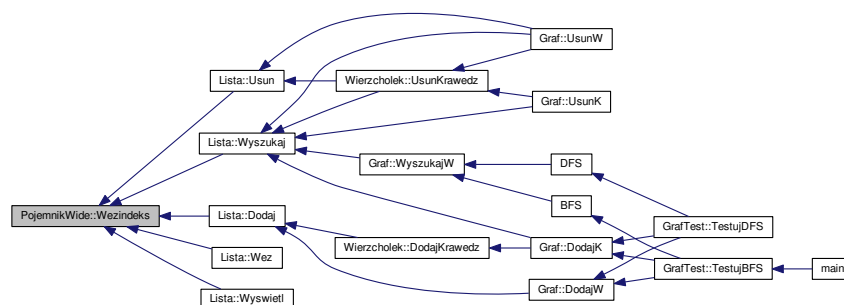 Graf::UsunW
Lista::Usun
Wierzcholek::UsunKrawedz
Graf::UsunK
Lista::Wyszukaj
Graf::WyszukajW
DFS
BFS
PojemnikWide::Wezindeks
Lista::Dodaj
GrafTest::TestujDFS
Wierzcholek::DodajKrawedz
Graf::DodajK
Lista::Wez
GrafTest::TestujBFS
main
Graf::DodajW
Lista::Wyswietl